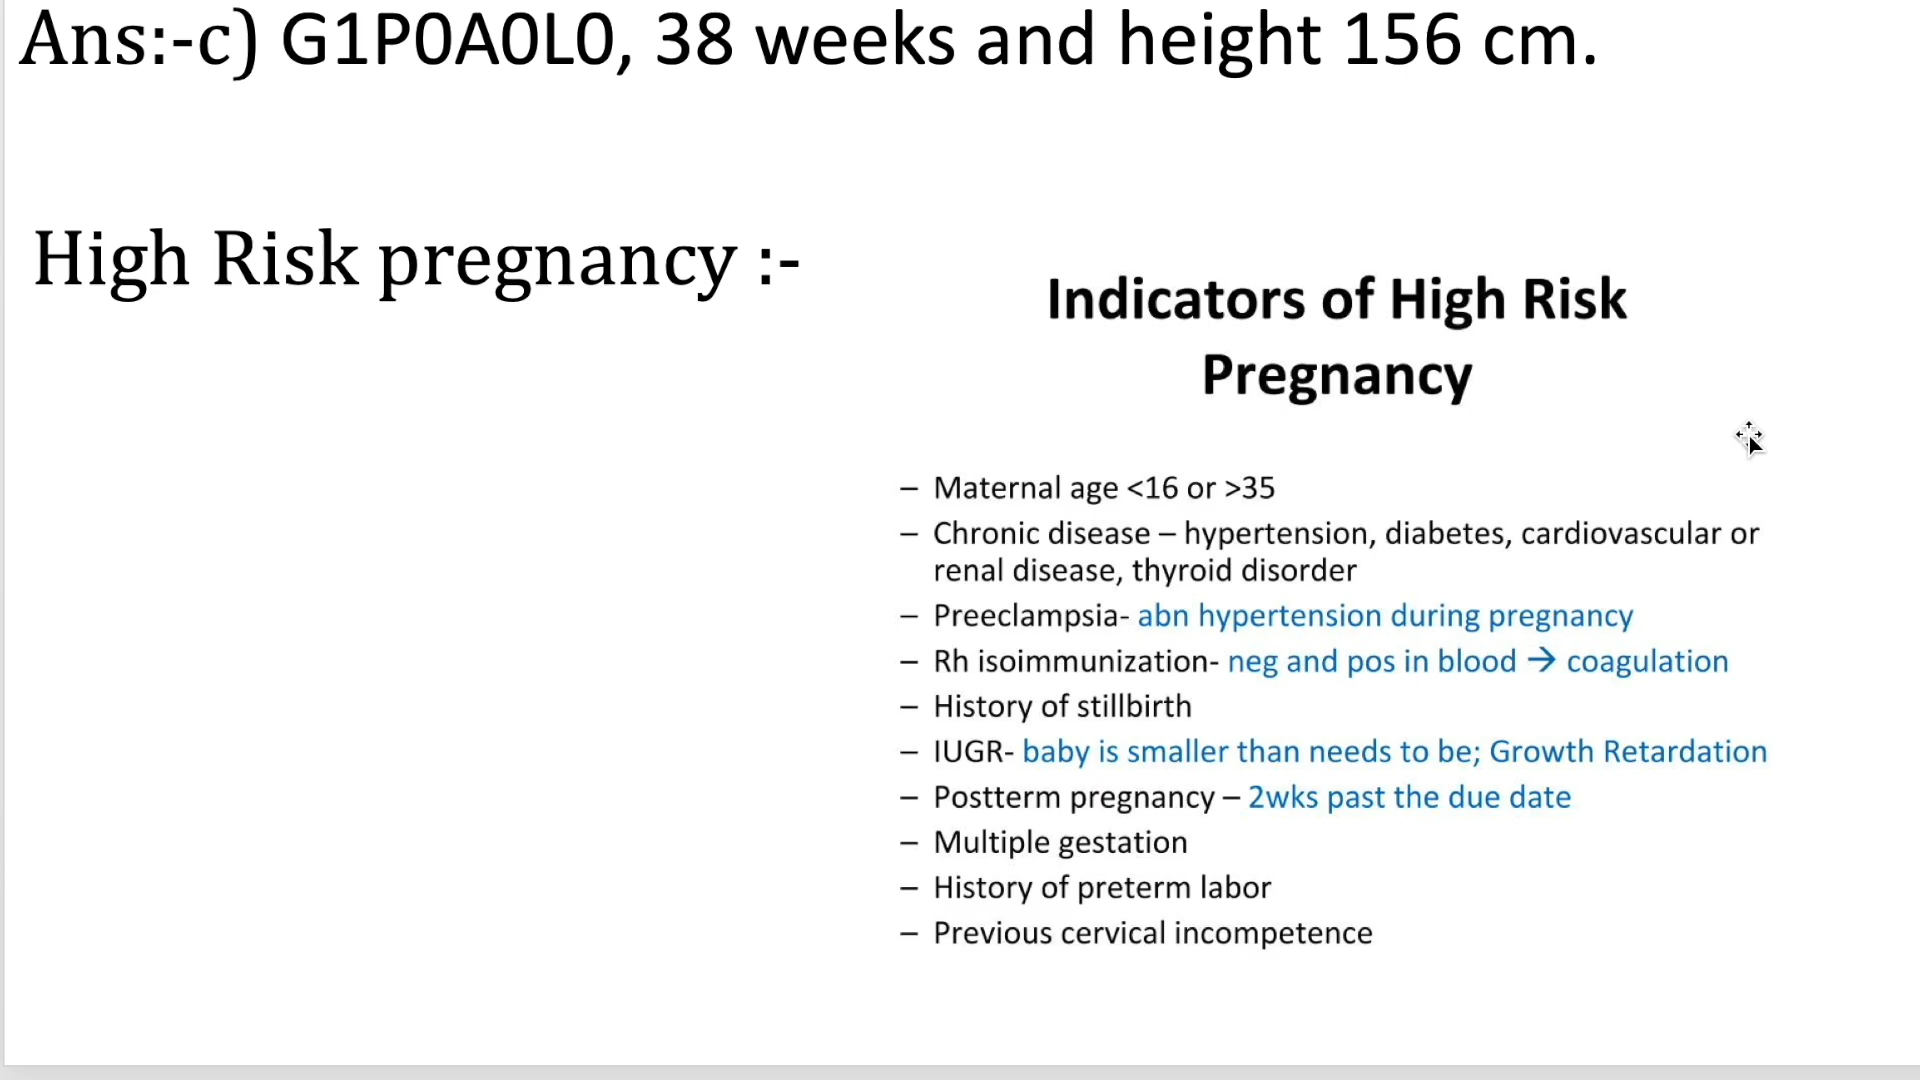 Ans:-c) G1P0A0L0, 38 weeks and height 156 cm.
High Risk pregnancy :-
Indicators of High Risk
Pregnancy
– Maternal age <16 or >35
– Chronic disease – hypertension, diabetes, cardiovascular or
renal disease, thyroid disorder
– Preeclampsia- abn hypertension during pregnancy
– Rh isoimmunization- neg and pos in blood → coagulation
– History of stillbirth
– IUGR- baby is smaller than needs to be; Growth Retardation
– Postterm pregnancy – 2wks past the due date
– Multiple gestation
– History of preterm labor
– Previous cervical incompetence